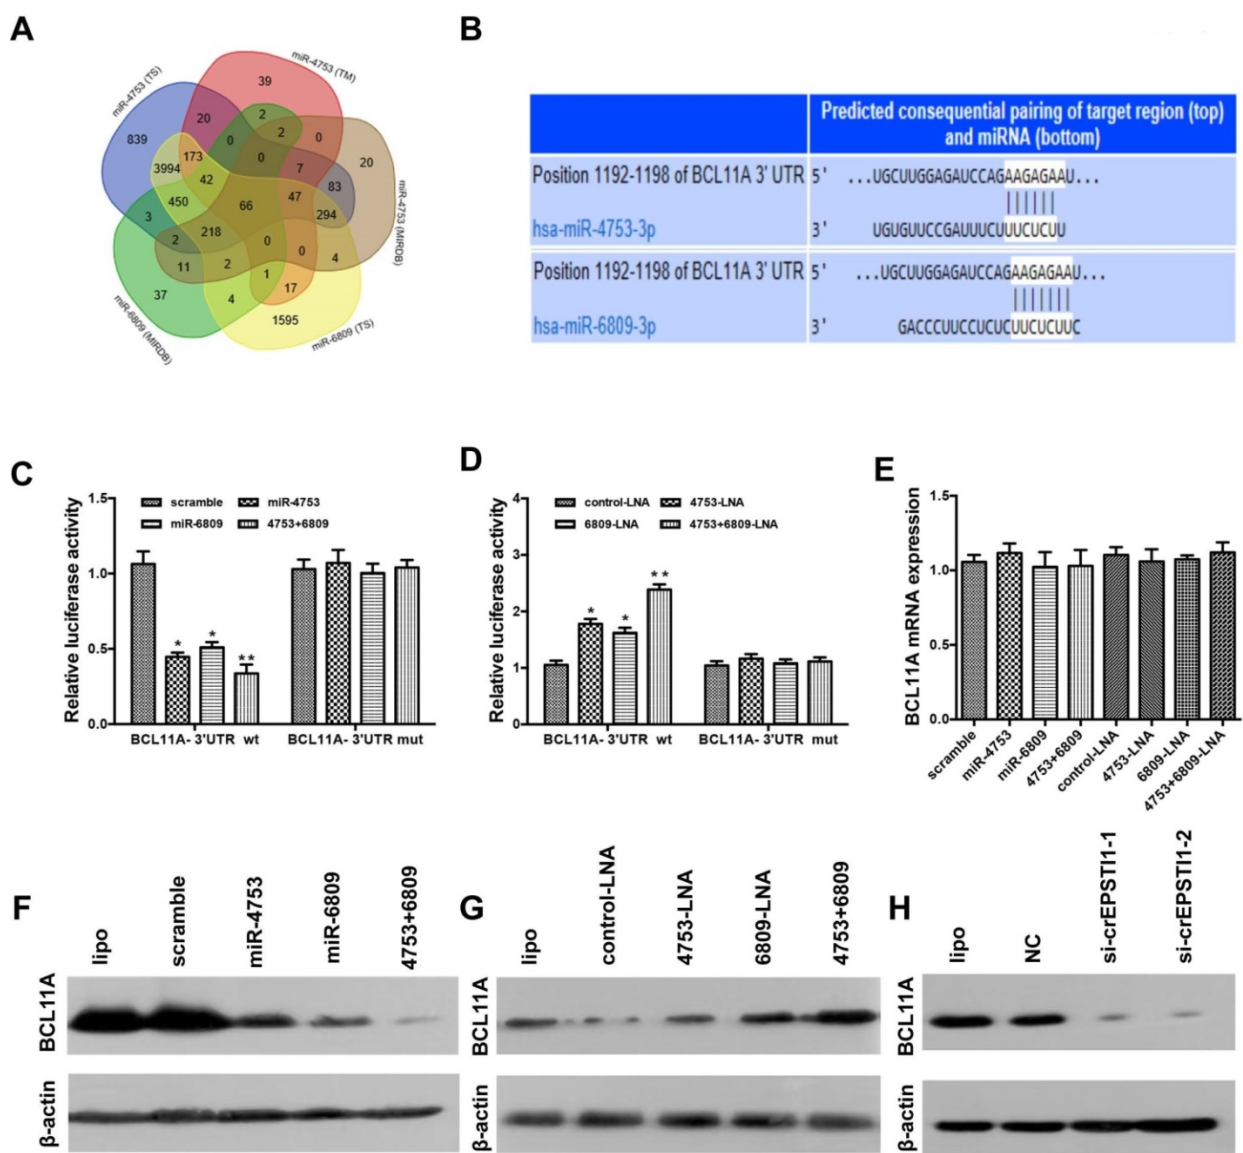 A
miR-4753 (TS)
miR-4753 (TM)
miR-4753 (MIRDB)
miR-6809 (TS)
miR-6809 (MIRDB)
39
839
20
2
2
0
20
0
0
7
83
173
3994
42
47
294
66
450
3
218
2
0
0
4
11
2
1
17
37
4
1595
B
Predicted consequential pairing of target region (top)
and miRNA (bottom)
Position 1192-1198 of BCL11A 3' UTR 5' ...UGCUUGGAGAUCCAGAAGAGAAU...
hsa-miR-4753-3p 3' UGUGUUCCGAUUUCUUUCUCUU
Position 1192-1198 of BCL11A 3' UTR 5' ...UGCUUGGAGAUCCAGAAGAGAAU...
hsa-miR-6809-3p 3' GACCCUUCCUCUCUUCUCUUC
C
Relative luciferase activity
1.5
1.0
0.5
0.0
scramble miR-4753
miR-6809 4753+6809
* * **
BCL11A- 3'UTR wt BCL11A- 3'UTR mut
D
Relative luciferase activity
4
3
2
1
0
control-LNA 4753-LNA
6809-LNA 4753+6809-LNA
* * **
BCL11A- 3'UTR wt BCL11A- 3'UTR mut
E
BCL11A mRNA expression
1.5
1.0
0.5
0.0
scramble
miR-4753
miR-6809
4753+6809
control-LNA
4753-LNA
6809-LNA
4753+6809-LNA
F
lipo
scramble
miR-4753
miR-6809
4753+6809
BCL11A
β-actin
G
lipo
control-LNA
4753-LNA
6809-LNA
4753+6809
BCL11A
β-actin
H
lipo
NC
si-crEPSTI1-1
si-crEPSTI1-2
BCL11A
β-actin